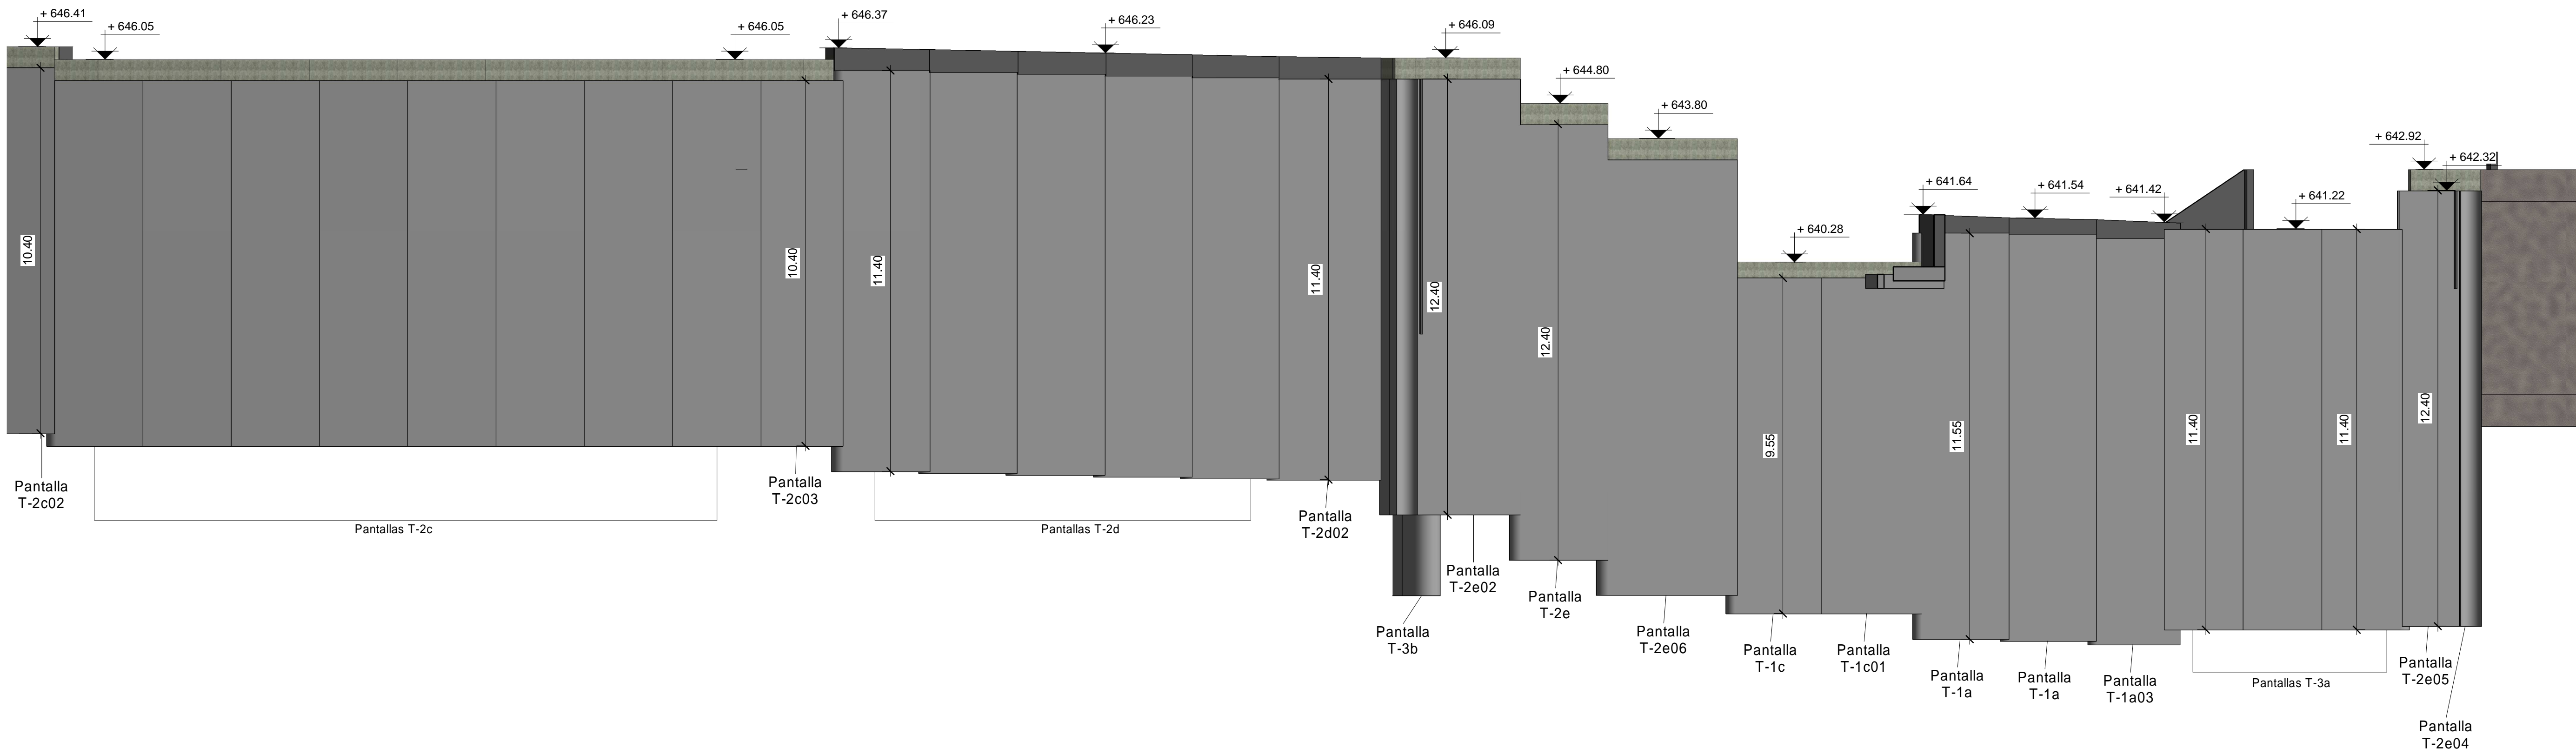 + 646.41
+ 646.05
+ 646.05
+ 646.37
+ 646.23
+ 646.09
+ 644.80
+ 643.80
+ 642.92
+ 642.32
+ 641.64
+ 641.54
+ 641.42
+ 641.22
+ 640.28
10.40
10.40
11.40
11.40
12.40
12.40
9.55
11.55
11.40
11.40
12.40
Pantalla
T-2c02
Pantallas T-2c
Pantalla
T-2c03
Pantallas T-2d
Pantalla
T-2d02
Pantalla
T-3b
Pantalla
T-2e02
Pantalla
T-2e
Pantalla
T-2e06
Pantalla
T-1c
Pantalla
T-1c01
Pantalla
T-1a
Pantalla
T-1a
Pantalla
T-1a03
Pantallas T-3a
Pantalla
T-2e05
Pantalla
T-2e04